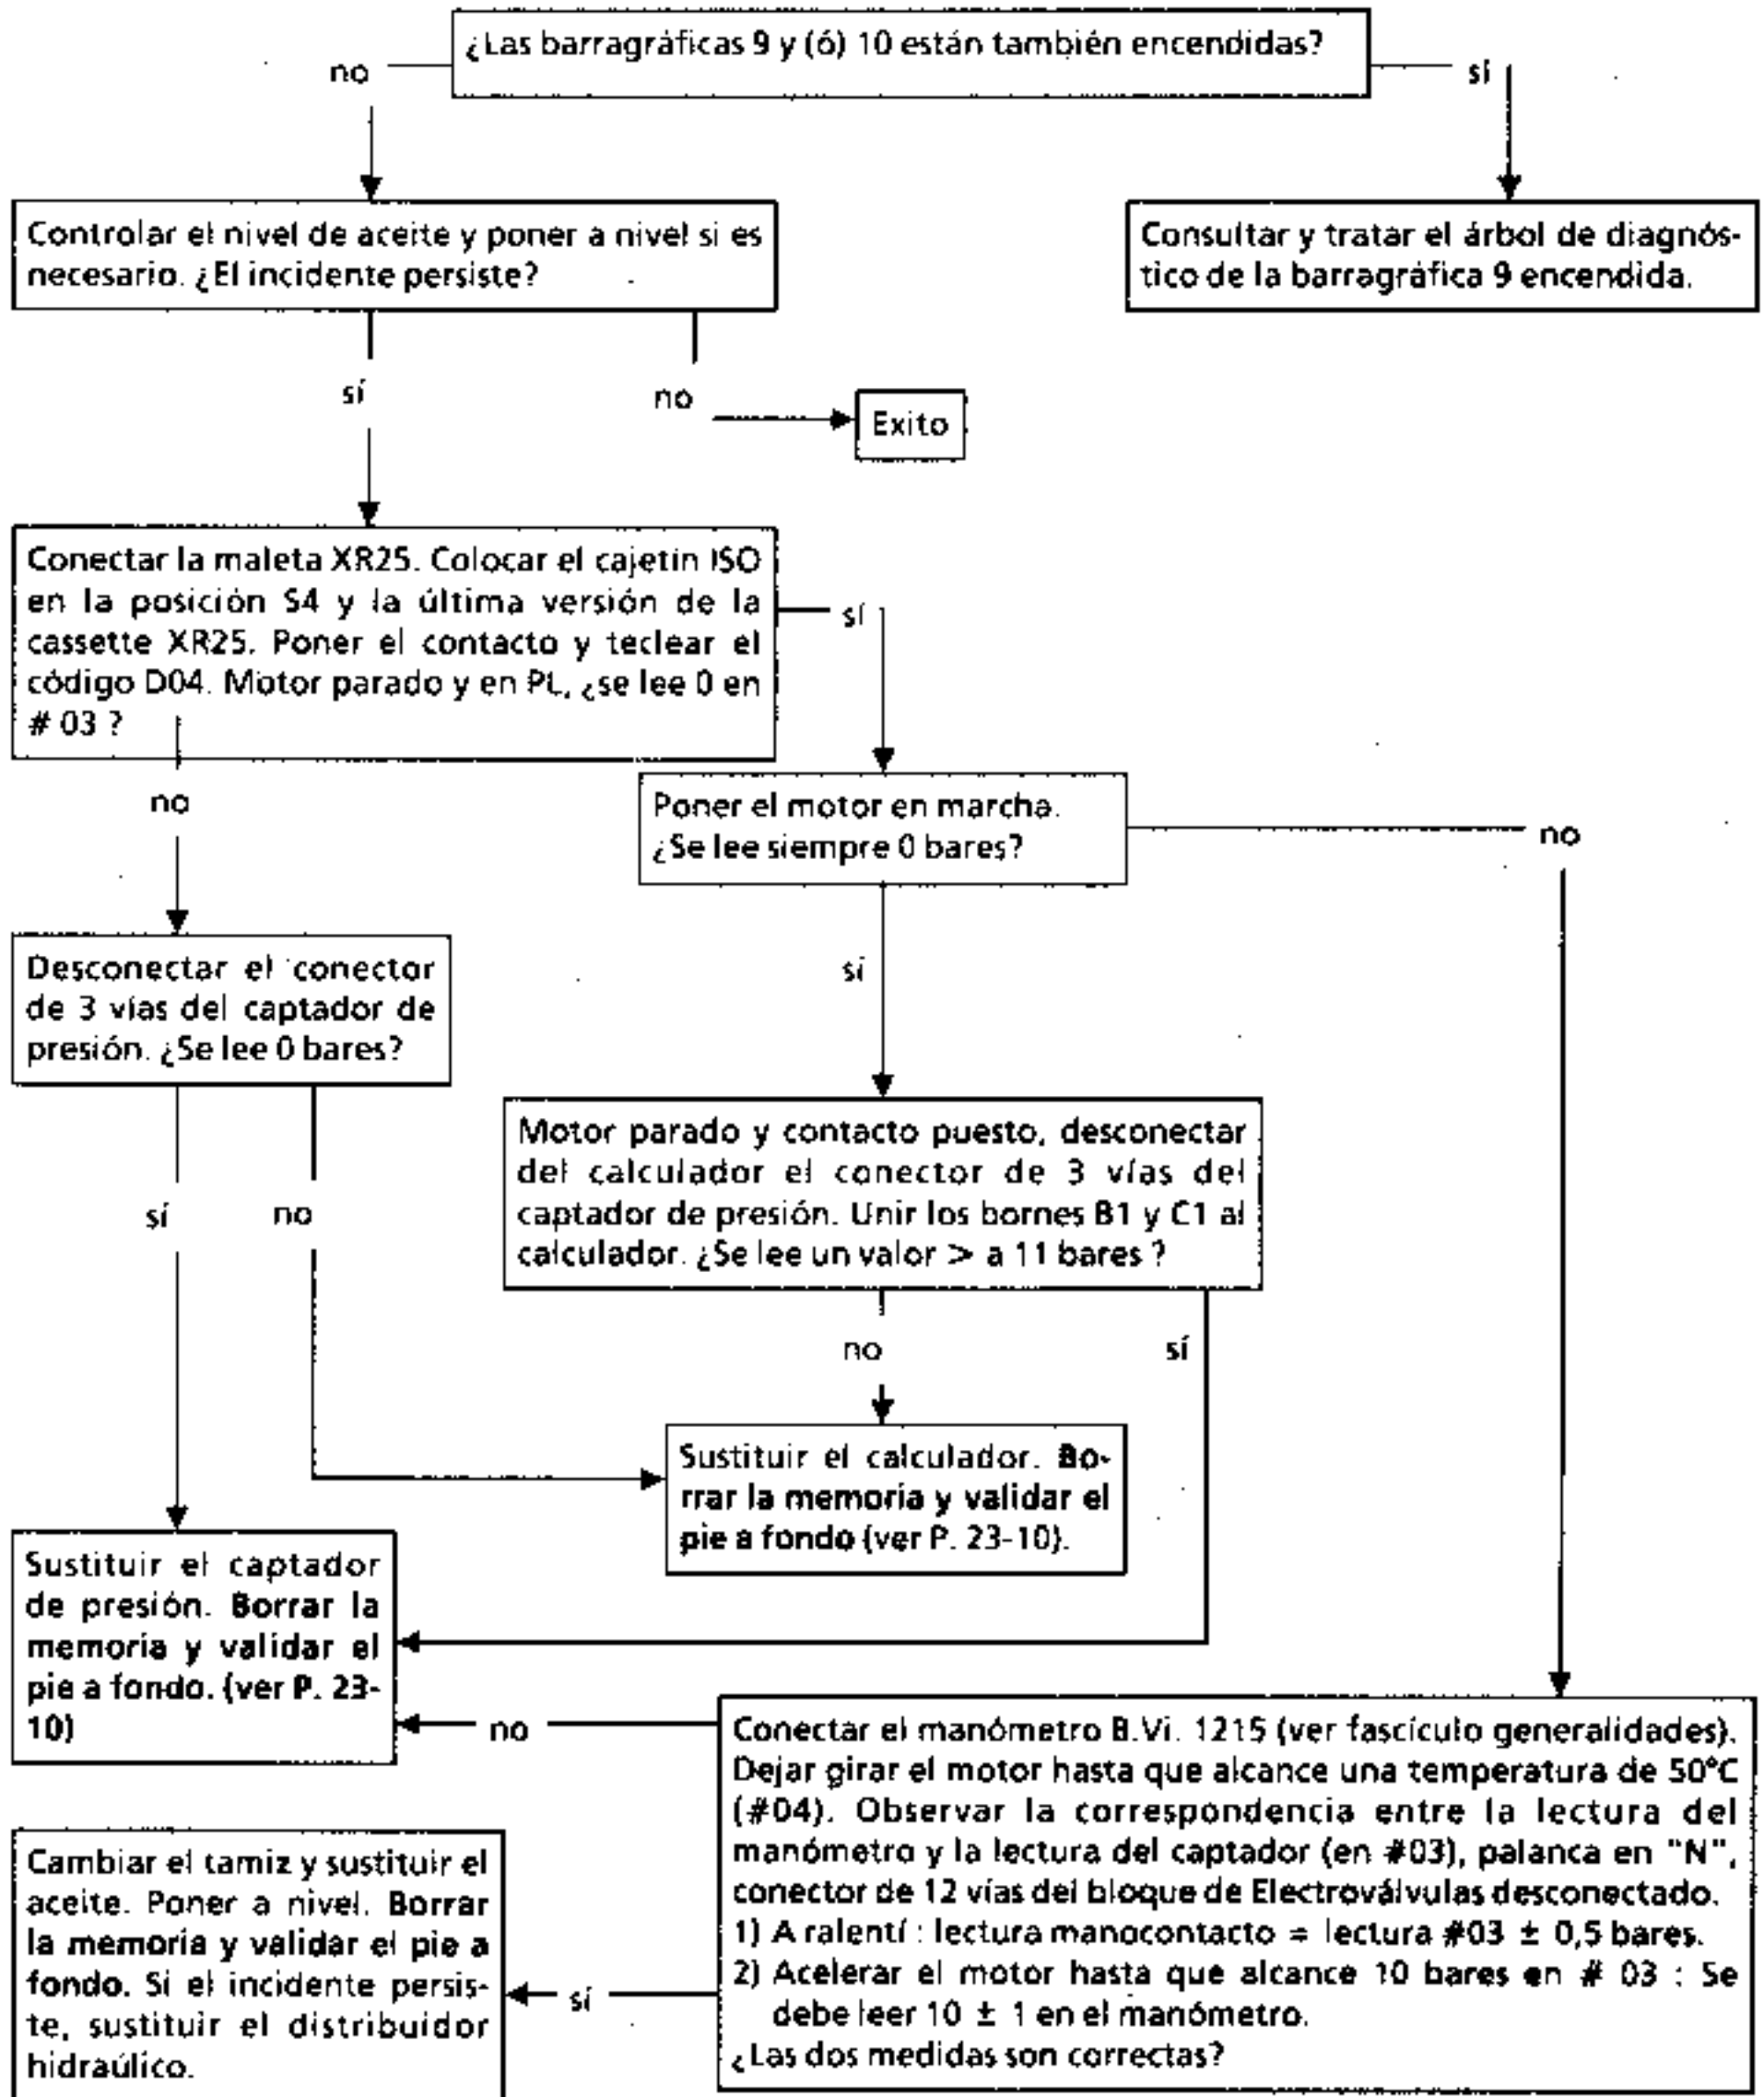 ¿Las barragráficas 9 y (ó) 10 están también encendidas?
no
sí
Controlar el nivel de aceite y poner a nivel si es
necesario. ¿El incidente persiste?
Consultar y tratar el árbol de diagnós-
tico de la barragráfica 9 encendida.
sí
no
Exito
Conectar la maleta XR25. Colocar el cajetín ISO
en la posición S4 y la última versión de la
cassette XR25. Poner el contacto y teclear el
código D04. Motor parado y en PL, ¿se lee 0 en
# 03 ?
sí
no
Poner el motor en marcha.
¿Se lee siempre 0 bares?
no
Desconectar el conector
de 3 vías del captador de
presión. ¿Se lee 0 bares?
sí
Motor parado y contacto puesto, desconectar
del calculador el conector de 3 vías del
captador de presión. Unir los bornes B1 y C1 al
calculador. ¿Se lee un valor > a 11 bares ?
sí
no
no
sí
Sustituir el calculador. Bo-
rrar la memoria y validar el
pie a fondo (ver P. 23-10).
Sustituir el captador
de presión. Borrar la
memoria y validar el
pie a fondo. (ver P. 23-
10)
no
Conectar el manómetro B.Vi. 1215 (ver fascículo generalidades).
Dejar girar el motor hasta que alcance una temperatura de 50°C
(#04). Observar la correspondencia entre la lectura del
manómetro y la lectura del captador (en #03), palanca en "N",
conector de 12 vías del bloque de Electroválvulas desconectado.
1) A ralentí : lectura manocontacto = lectura #03 ± 0,5 bares.
2) Acelerar el motor hasta que alcance 10 bares en # 03 : Se
debe leer 10 ± 1 en el manómetro.
¿Las dos medidas son correctas?
sí
Cambiar el tamiz y sustituir el
aceite. Poner a nivel. Borrar
la memoria y validar el pie a
fondo. Si el incidente persis-
te, sustituir el distribuidor
hidraúlico.